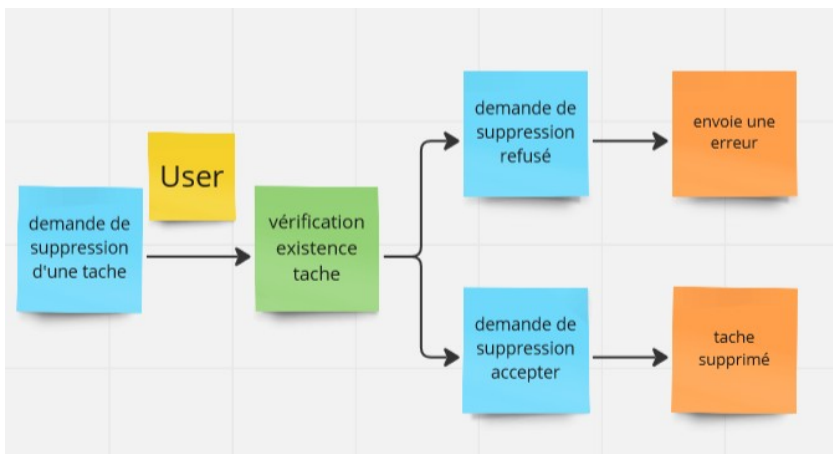 demande de
suppression
d'une tache
User
vérification
existence
tache
demande de
suppression
refusé
envoie une
erreur
demande de
suppression
accepter
tache
supprimé